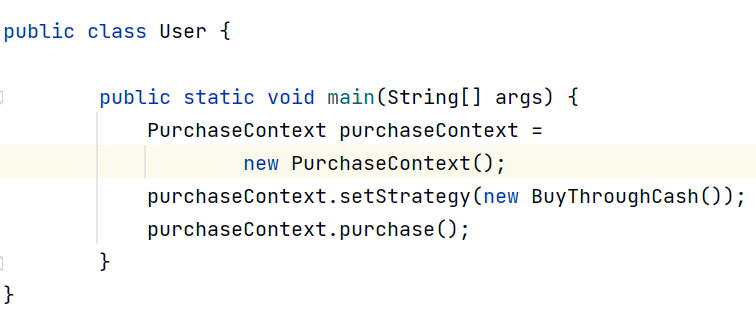 public class User {
public static void main(String[] args) {
PurchaseContext purchaseContext =
new PurchaseContext();
purchaseContext.setStrategy(new BuyThroughCash());
purchaseContext.purchase();
}
}